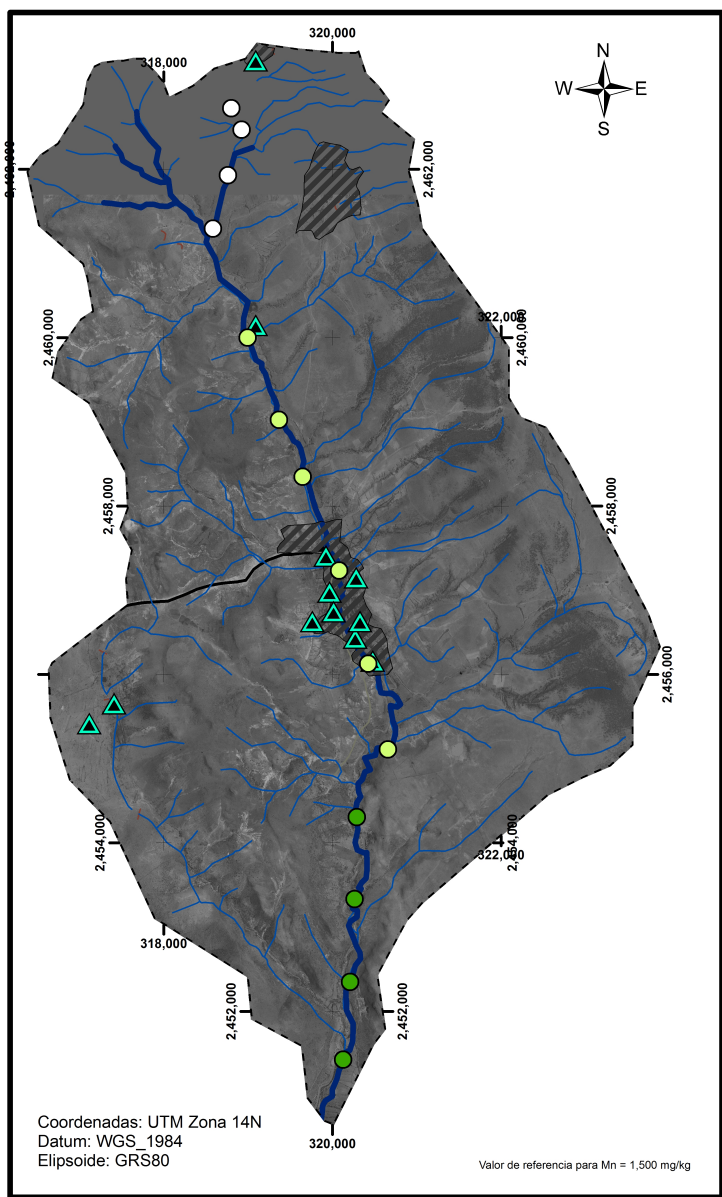 320,000
318,000
N
W E
S
2,462,000
2,462,000
322,000
2,460,000
2,460,000
2,458,000
2,458,000
2,456,000
2,454,000
322,000
2,454,000
318,000
2,452,000
2,452,000
Coordenadas: UTM Zona 14N
Datum: WGS_1984
Elipsoide: GRS80
320,000
Valor de referencia para Mn = 1,500 mg/kg